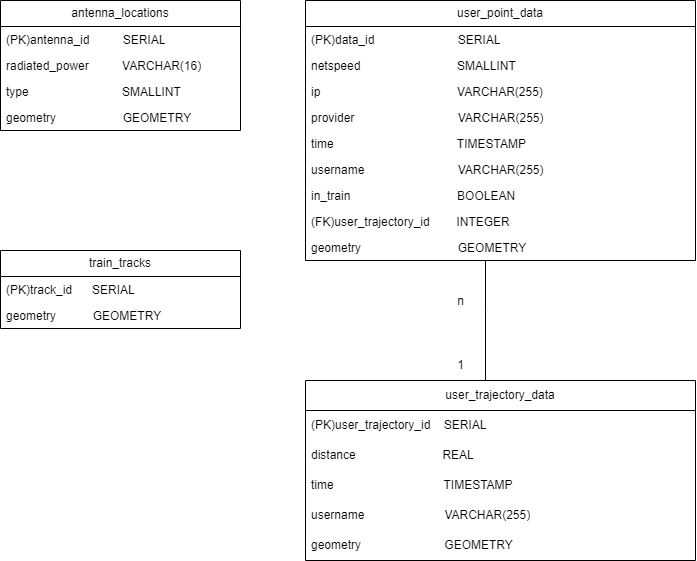 antenna_locations
(PK)antenna_id SERIAL
radiated_power VARCHAR(16)
type SMALLINT
geometry GEOMETRY
user_point_data
(PK)data_id SERIAL
netspeed SMALLINT
ip VARCHAR(255)
provider VARCHAR(255)
time TIMESTAMP
username VARCHAR(255)
in_train BOOLEAN
(FK)user_trajectory_id INTEGER
geometry GEOMETRY
train_tracks
(PK)track_id SERIAL
geometry GEOMETRY
n
1
user_trajectory_data
(PK)user_trajectory_id SERIAL
distance REAL
time TIMESTAMP
username VARCHAR(255)
geometry GEOMETRY